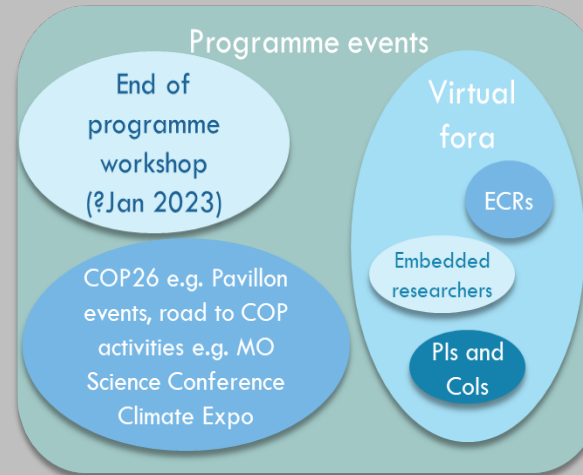 Programme events
End of
programme
workshop
(?Jan 2023)
COP26 e.g. Pavillon
events, road to COP
activities e.g. MO
Science Conference
Climate Expo
Virtual
fora
ECRs
Embedded
researchers
PIs and
CoIs